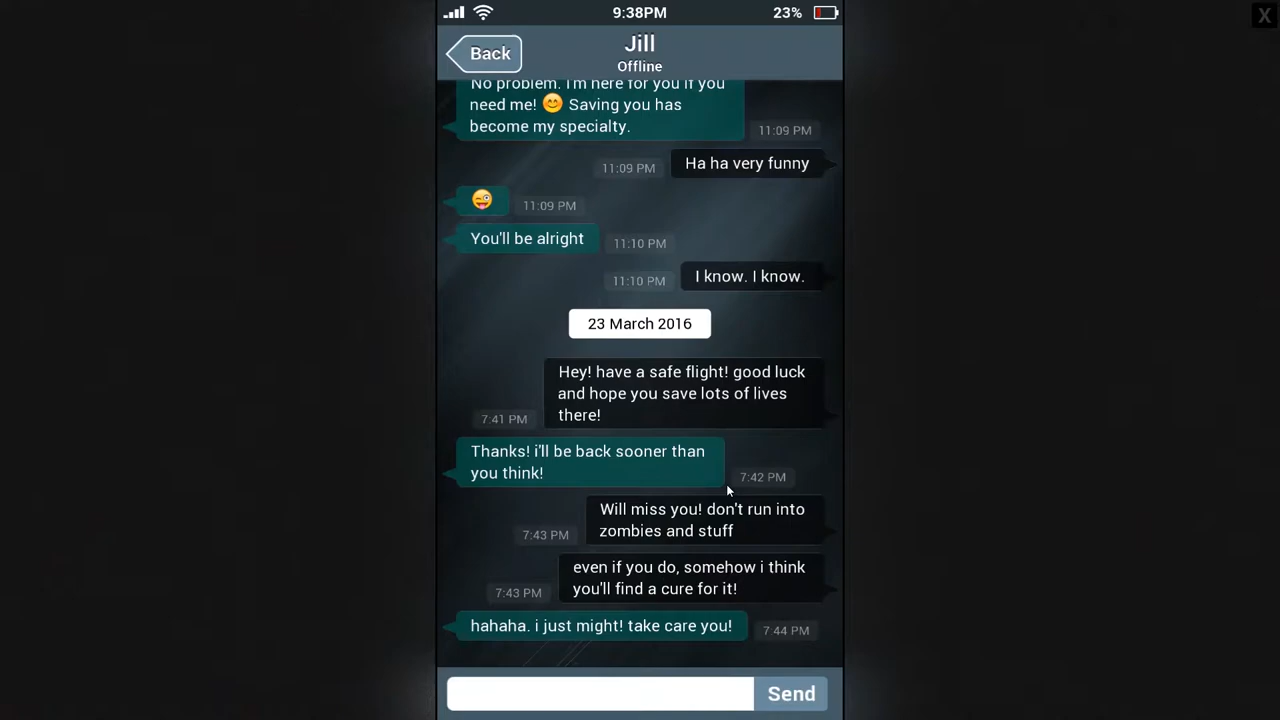 9:38PM
23%
X
Back
Jill
Offline
No problem. I'm here for you if you
need me! 😊 Saving you has
become my specialty.
11:09 PM
Ha ha very funny
11:09 PM
😜
11:09 PM
You'll be alright
11:10 PM
I know. I know.
11:10 PM
23 March 2016
Hey! have a safe flight! good luck
and hope you save lots of lives
there!
7:41 PM
Thanks! i'll be back sooner than
you think!
7:42 PM
Will miss you! don't run into
zombies and stuff
7:43 PM
even if you do, somehow i think
you'll find a cure for it!
7:43 PM
hahaha. i just might! take care you!
7:44 PM
Send